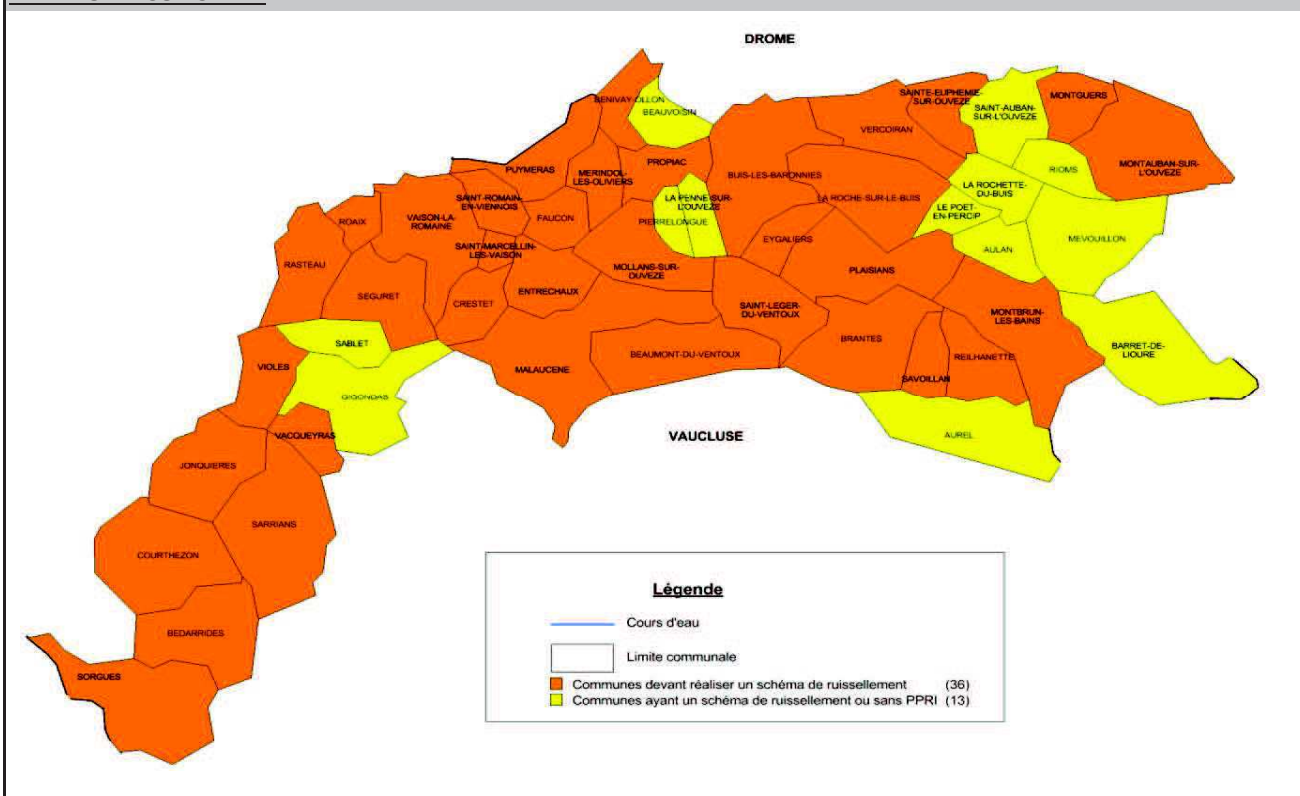 DROME
BENIVAY-OLLON
BEAUVOISIN
SAINTE-EUPHEMIE-
SUR-OUVEZE
VERCOIRAN
SAINT-AUBAN-
SUR-L'OUVEZE
MONTGUERS
MONTAUBAN-SUR-
L'OUVEZE
RIOMS
PUYMERAS
MERINDOL-
LES-OLIVIERS
PROPIAC
BUIS-LES-BARONNIES
LA ROCHE-SUR-LE-BUIS
LA ROCHETTE-
DU-BUIS
LE POET-
EN-PERCIP
AULAN
MEVOUILLON
ROAIX
VAISON-LA-
ROMAINE
SAINT-ROMAIN-
EN-VIENNOIS
FAUCON
LA PENNE-SUR-
L'OUVEZE
PIERRELONGUE
EYGALIERS
SAINT-MARCELLIN-
LES-VAISON
RASTEAU
SEGURET
CRESTET
ENTRECHAUX
MOLLANS-SUR-
OUVEZE
PLAISIANS
SAINT-LEGER-
DU-VENTOUX
MONTBRUN-
LES-BAINS
BRANTES
BARRET-DE-
LIOURE
SABLET
VIOLES
MALAUCENE
BEAUMONT-DU-VENTOUX
REILHANETTE
SAVOILLAN
GIGONDAS
VACQUEYRAS
VAUCLUSE
AUREL
JONQUIERES
SARRIANS
COURTHEZON
BEDARRIDES
SORGUES
Légende
Cours d'eau
Limite communale
Communes devant réaliser un schéma de ruissellement (36)
Communes ayant un schéma de ruissellement ou sans PPRI (13)